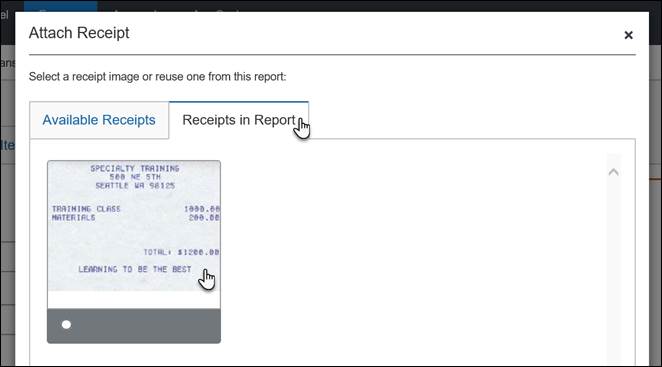 Attach Receipt
×
Select a receipt image or reuse one from this report:
Available Receipts
Receipts in Report
SPECIALTY TRAINING
500 NE 5TH
SEATTLE WA 98125
TRAINING CLASS 1000.00
MATERIALS 200.00
TOTAL: $1200.00
LEARNING TO BE THE BEST